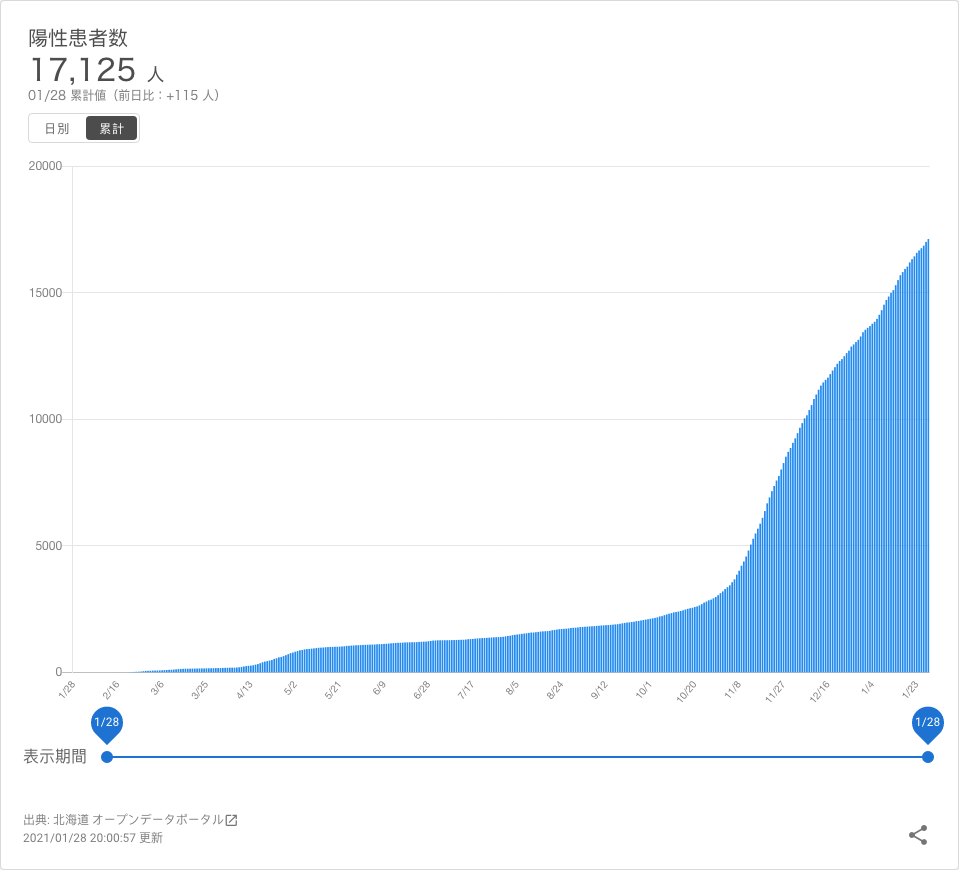 陽性患者数
17,125 人
01/28 累計値（前日比：+115 人）
日別 累計
20000
15000
10000
5000
0
1/28 2/16 3/6 3/25 4/13 5/2 5/21 6/9 6/28 7/17 8/5 8/24 9/12 10/1 10/20 11/8 11/27 12/16 1/4 1/23
1/28 1/28
表示期間
出典: 北海道 オープンデータポータル
2021/01/28 20:00:57 更新